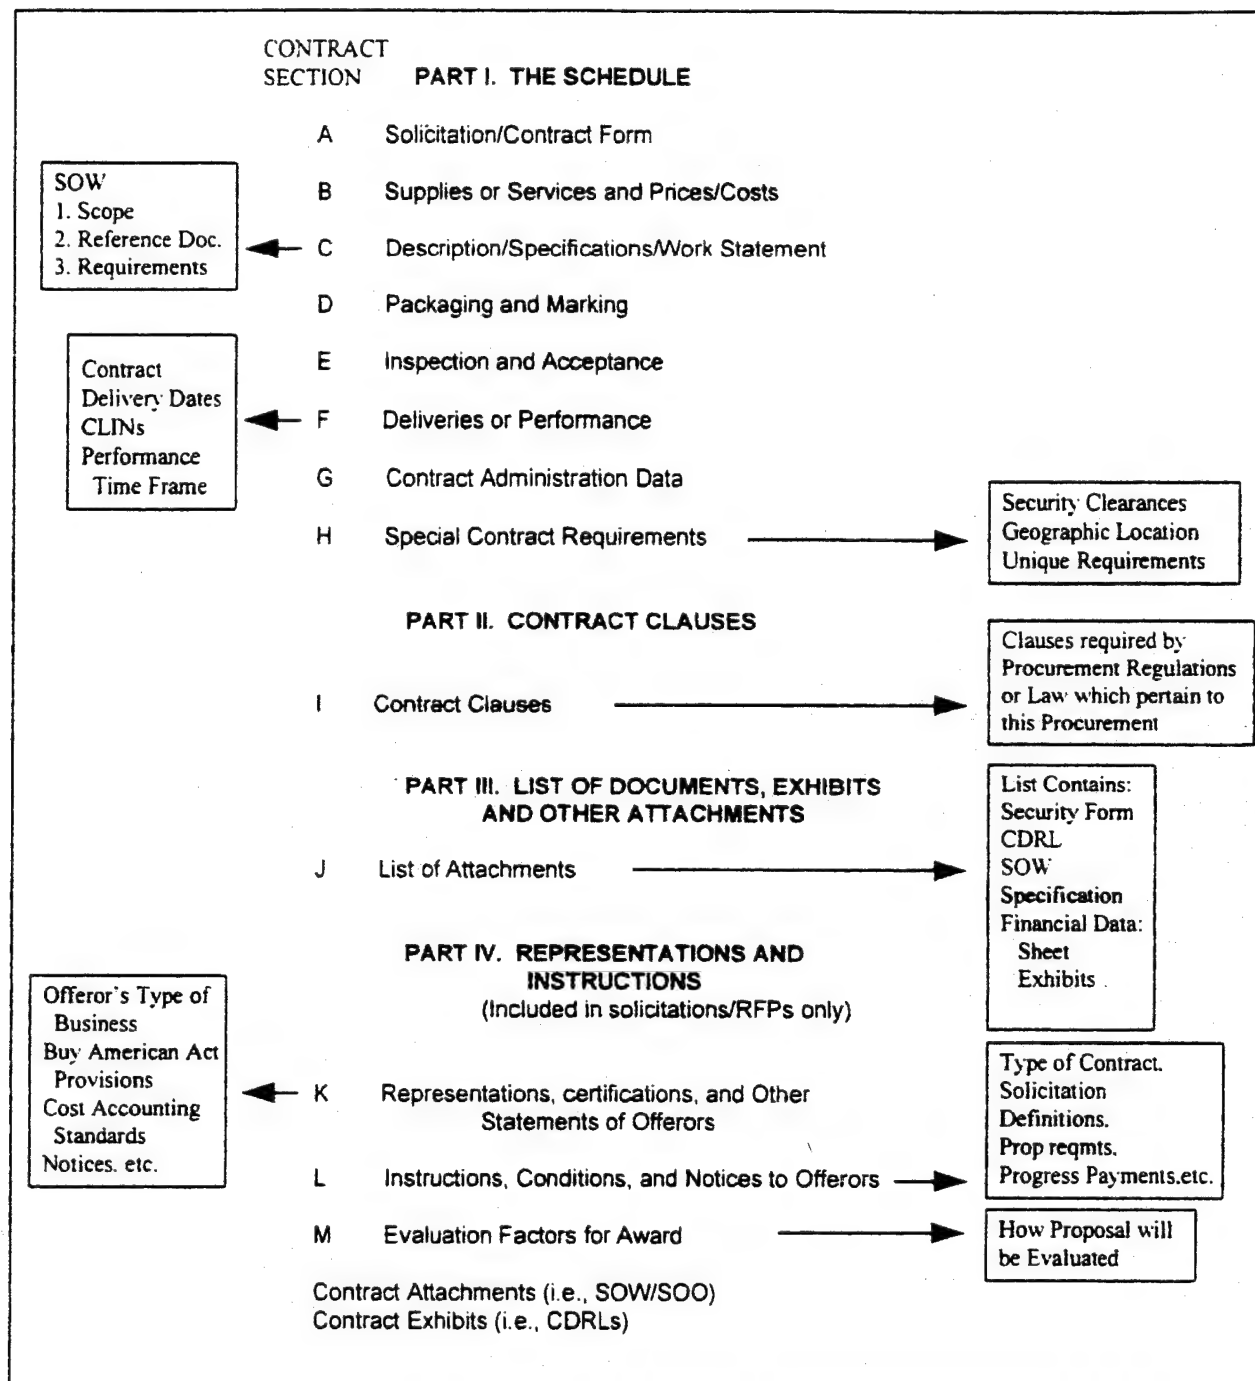 CONTRACT
SECTION PART I. THE SCHEDULE
A Solicitation/Contract Form
SOW
1. Scope
2. Reference Doc.
3. Requirements
B Supplies or Services and Prices/Costs
C Description/Specifications/Work Statement
D Packaging and Marking
Contract
Delivery Dates
CLINs
Performance
Time Frame
E Inspection and Acceptance
F Deliveries or Performance
G Contract Administration Data
H Special Contract Requirements
Security Clearances
Geographic Location
Unique Requirements
PART II. CONTRACT CLAUSES
I Contract Clauses
Clauses required by
Procurement Regulations
or Law which pertain to
this Procurement
PART III. LIST OF DOCUMENTS, EXHIBITS
AND OTHER ATTACHMENTS
J List of Attachments
List Contains:
Security Form
CDRL
SOW
Specification
Financial Data:
Sheet
Exhibits
PART IV. REPRESENTATIONS AND
INSTRUCTIONS
(Included in solicitations/RFPs only)
Offeror's Type of
Business
Buy American Act
Provisions
Cost Accounting
Standards
Notices. etc.
K Representations, certifications, and Other
Statements of Offerors
L Instructions, Conditions, and Notices to Offerors
Type of Contract.
Solicitation
Definitions.
Prop reqmts.
Progress Payments.etc.
M Evaluation Factors for Award
How Proposal will
be Evaluated
Contract Attachments (i.e., SOW/SOO)
Contract Exhibits (i.e., CDRLs)